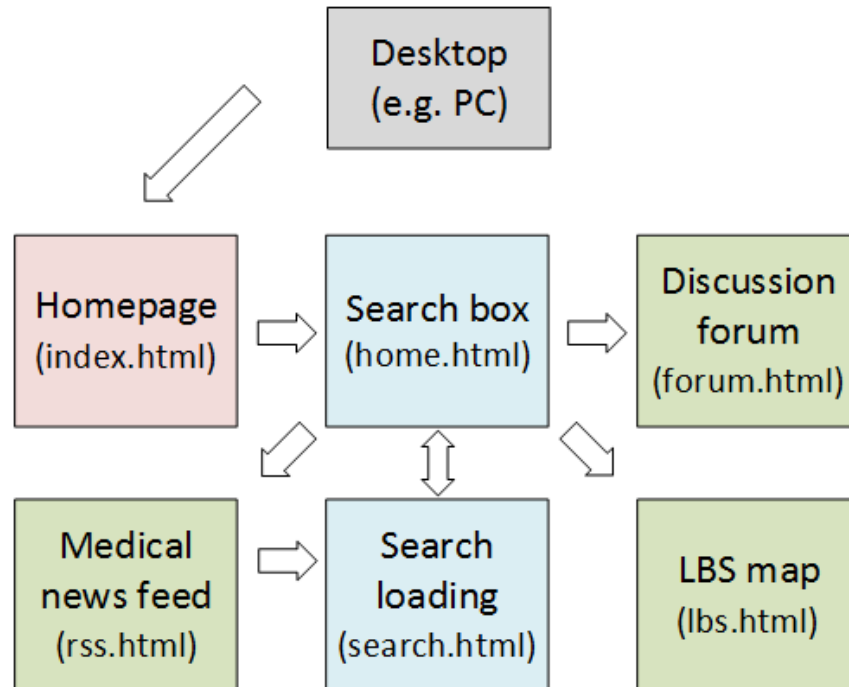 Desktop
(e.g. PC)
Homepage
(index.html)
Search box
(home.html)
Discussion
forum
(forum.html)
Medical
news feed
(rss.html)
Search
loading
(search.html)
LBS map
(lbs.html)